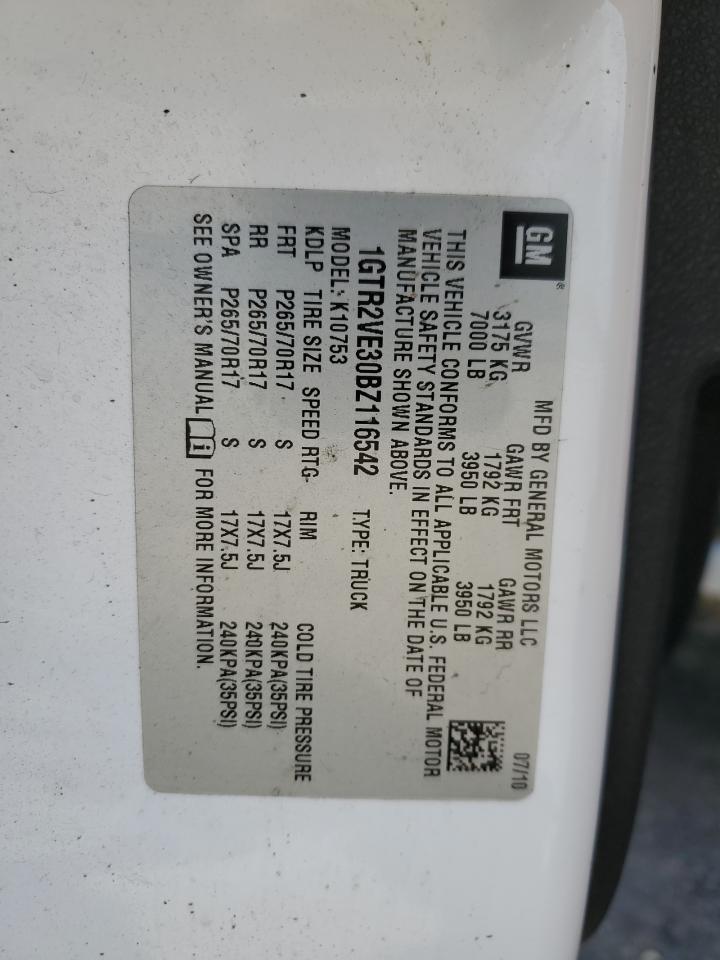 GM®
MFD BY GENERAL MOTORS LLC 07/10
GVWR GAWR FRT GAWR RR
3175 KG 1792 KG 1792 KG
7000 LB 3950 LB 3950 LB
THIS VEHICLE CONFORMS TO ALL APPLICABLE U.S. FEDERAL MOTOR
VEHICLE SAFETY STANDARDS IN EFFECT ON THE DATE OF
MANUFACTURE SHOWN ABOVE.
1GTR2VE30BZ116542 TYPE: TRUCK
MODEL: K10753
KDLP TIRE SIZE SPEED RTG RIM COLD TIRE PRESSURE
FRT P265/70R17 S 17X7.5J 240KPA(35PSI)
RR P265/70R17 S 17X7.5J 240KPA(35PSI)
SPA P265/70R17 S 17X7.5J 240KPA(35PSI)
SEE OWNER'S MANUAL i FOR MORE INFORMATION.